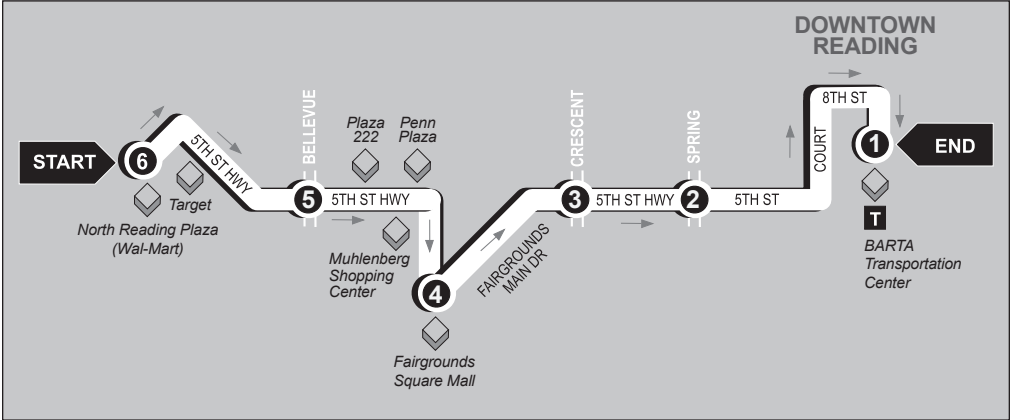 DOWNTOWN
READING
8TH ST
COURT
1
END
START
6
5TH ST HWY
BELLEVUE
5
5TH ST HWY
Plaza
222
Penn
Plaza
CRESCENT
3
5TH ST HWY
SPRING
2
5TH ST
Target
North Reading Plaza
(Wal-Mart)
Muhlenberg
Shopping
Center
4
FAIRGROUNDS
MAIN DR
Fairgrounds
Square Mall
T
BARTA
Transportation
Center